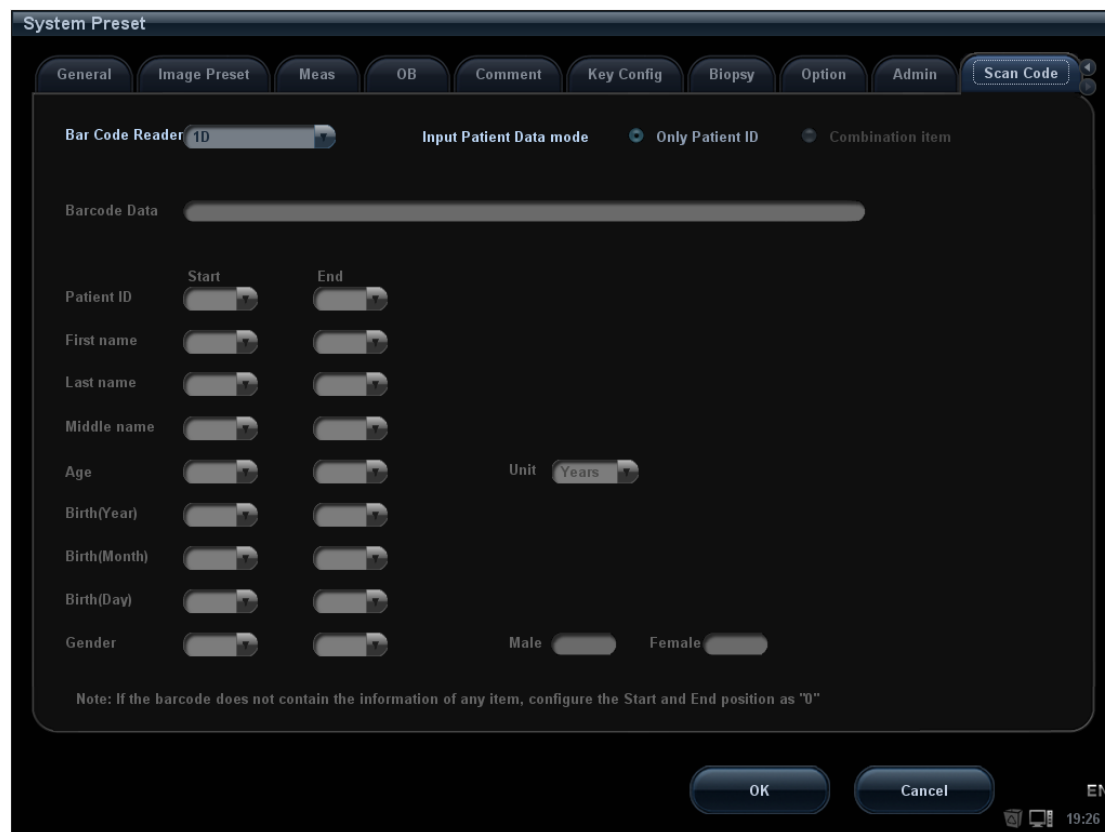 System Preset
General Image Preset Meas OB Comment Key Config Biopsy Option Admin Scan Code
Bar Code Reader 1D Input Patient Data mode Only Patient ID Combination item
Barcode Data
Start End
Patient ID
First name
Last name
Middle name
Age Unit Years
Birth(Year)
Birth(Month)
Birth(Day)
Gender Male Female
Note: If the barcode does not contain the information of any item, configure the Start and End position as "0"
OK Cancel EN
19:26